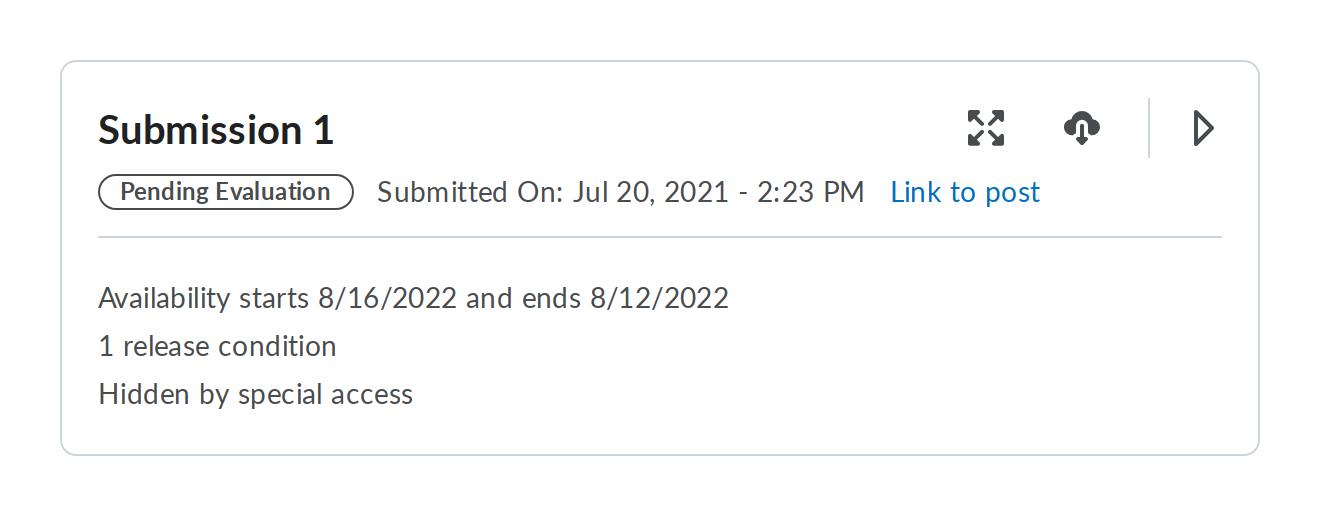 Submission 1
Pending Evaluation Submitted On: Jul 20, 2021 - 2:23 PM Link to post
Availability starts 8/16/2022 and ends 8/12/2022
1 release condition
Hidden by special access